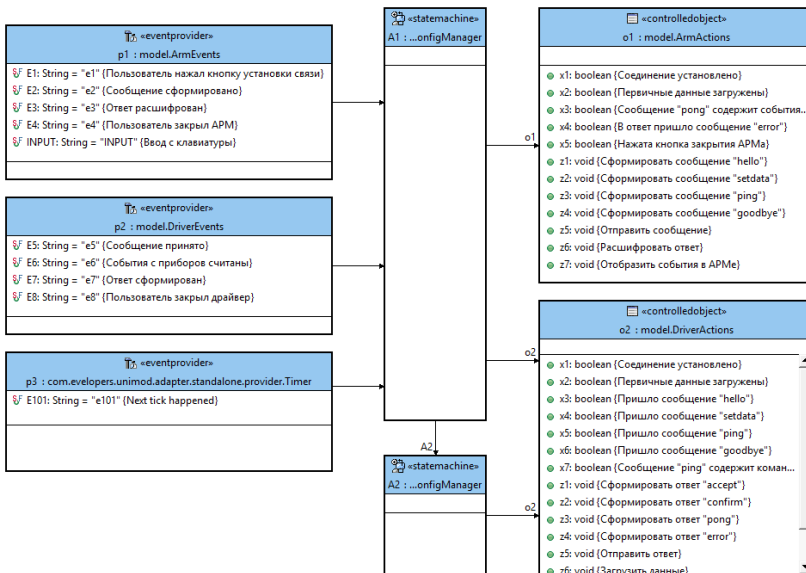 «eventprovider»
p1 : model.ArmEvents
E1: String = "e1" {Пользователь нажал кнопку установки связи}
E2: String = "e2" {Сообщение сформировано}
E3: String = "e3" {Ответ расшифрован}
E4: String = "e4" {Пользователь закрыл АРМ}
INPUT: String = "INPUT" {Ввод с клавиатуры}
«eventprovider»
p2 : model.DriverEvents
E5: String = "e5" {Сообщение принято}
E6: String = "e6" {События с приборов считаны}
E7: String = "e7" {Ответ сформирован}
E8: String = "e8" {Пользователь закрыл драйвер}
«eventprovider»
p3 : com.evelopers.unimod.adapter.standalone.provider.Timer
E101: String = "e101" {Next tick happened}
«statemachine»
A1 : ...onfigManager
A2
«statemachine»
A2 : ...onfigManager
o1
o2
o2
«controlledobject»
o1 : model.ArmActions
x1: boolean {Соединение установлено}
x2: boolean {Первичные данные загружены}
x3: boolean {Сообщение "pong" содержит события...
x4: boolean {В ответ пришло сообщение "error"}
x5: boolean {Нажата кнопка закрытия АРМа}
z1: void {Сформировать сообщение "hello"}
z2: void {Сформировать сообщение "setdata"}
z3: void {Сформировать сообщение "ping"}
z4: void {Сформировать сообщение "goodbye"}
z5: void {Отправить сообщение}
z6: void {Расшифровать ответ}
z7: void {Отобразить события в АРМе}
«controlledobject»
o2 : model.DriverActions
x1: boolean {Соединение установлено}
x2: boolean {Первичные данные загружены}
x3: boolean {Пришло сообщение "hello"}
x4: boolean {Пришло сообщение "setdata"}
x5: boolean {Пришло сообщение "ping"}
x6: boolean {Пришло сообщение "goodbye"}
x7: boolean {Сообщение "ping" содержит коман...
z1: void {Сформировать ответ "accept"}
z2: void {Сформировать ответ "confirm"}
z3: void {Сформировать ответ "pong"}
z4: void {Сформировать ответ "error"}
z5: void {Отправить ответ}
z6: void {Загрузить данные}